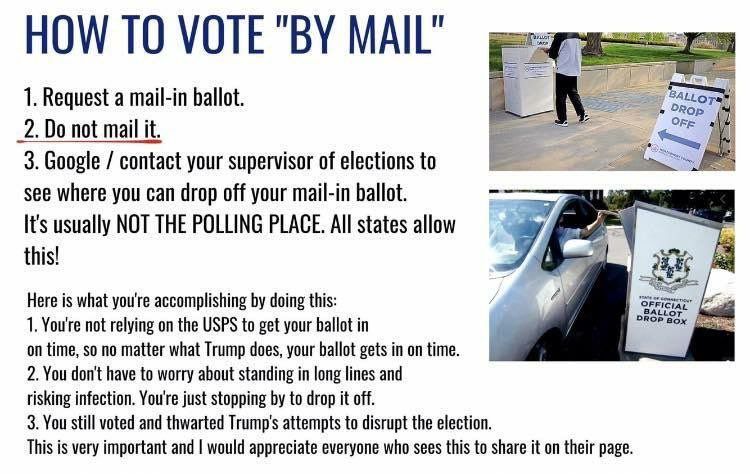 HOW TO VOTE "BY MAIL"
1. Request a mail-in ballot.
2. Do not mail it.
3. Google / contact your supervisor of elections to
see where you can drop off your mail-in ballot.
It's usually NOT THE POLLING PLACE. All states allow
this!
Here is what you're accomplishing by doing this:
1. You're not relying on the USPS to get your ballot in
on time, so no matter what Trump does, your ballot gets in on time.
2. You don't have to worry about standing in long lines and
risking infection. You're just stopping by to drop it off.
3. You still voted and thwarted Trump's attempts to disrupt the election.
This is very important and I would appreciate everyone who sees this to share it on their page.
BALLOT
DROP
BALLOT
DROP
OFF
STATE OF CONNECTICUT
OFFICIAL
BALLOT
DROP BOX